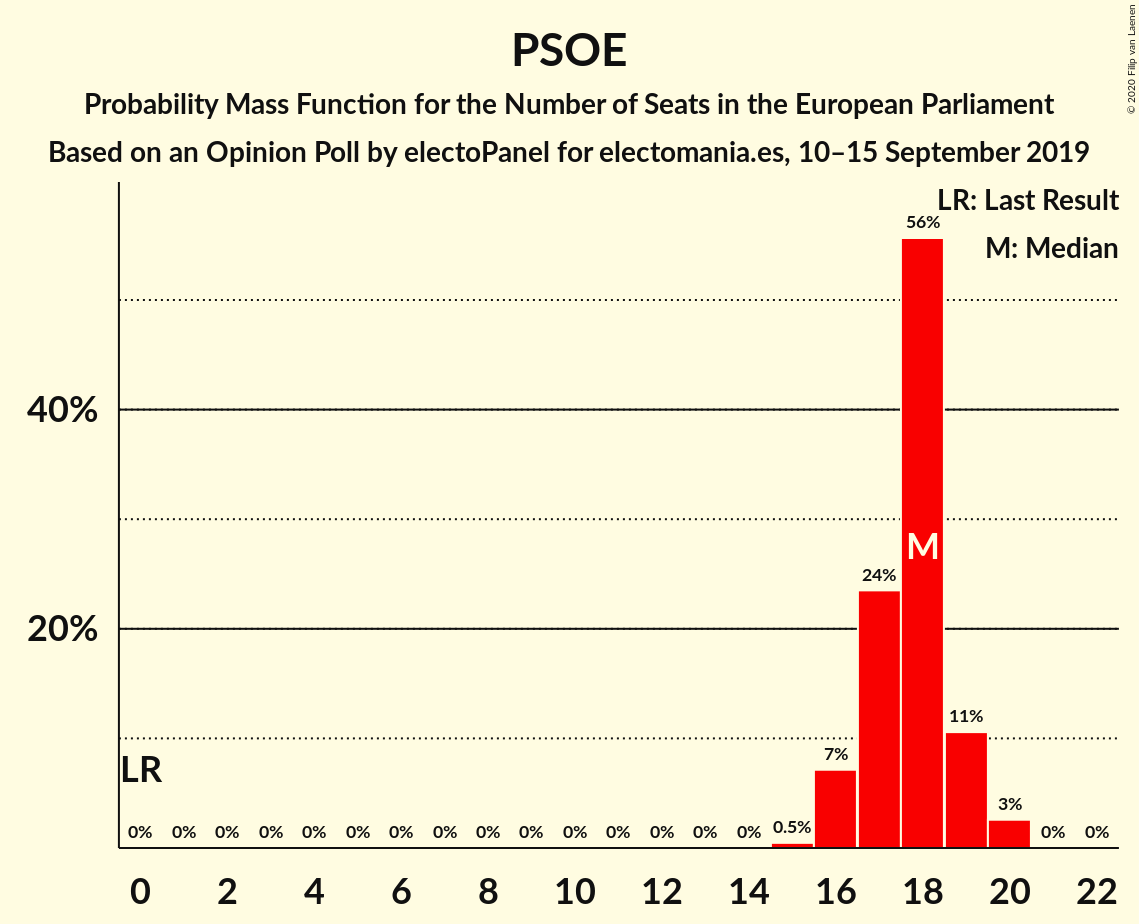 PSOE
Probability Mass Function for the Number of Seats in the European Parliament
Based on an Opinion Poll by electoPanel for electomania.es, 10–15 September 2019
© 2020 Filip van Laenen
LR: Last Result
M: Median
56%
40%
M
24%
20%
11%
7%
LR
3%
0% 0% 0% 0% 0% 0% 0% 0% 0% 0% 0% 0% 0% 0% 0% 0.5% 0% 0%
0 2 4 6 8 10 12 14 16 18 20 22